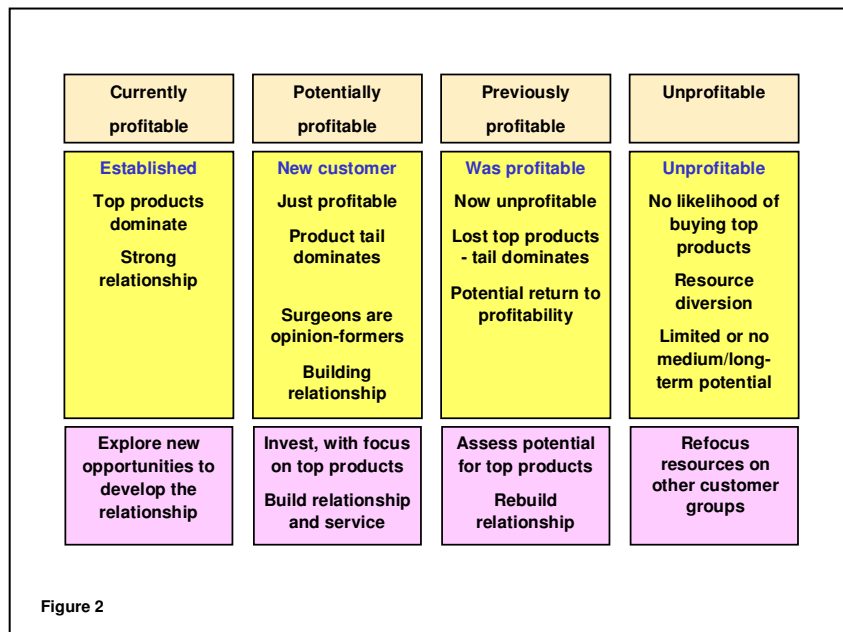 Currently
profitable
Potentially
profitable
Previously
profitable
Unprofitable
Established
Top products
dominate
Strong
relationship
New customer
Just profitable
Product tail
dominates
Surgeons are
opinion-formers
Building
relationship
Was profitable
Now unprofitable
Lost top products
- tail dominates
Potential return to
profitability
Unprofitable
No likelihood of
buying top
products
Resource
diversion
Limited or no
medium/long-
term potential
Explore new
opportunities to
develop the
relationship
Invest, with focus
on top products
Build relationship
and service
Assess potential
for top products
Rebuild
relationship
Refocus
resources on
other customer
groups
Figure 2